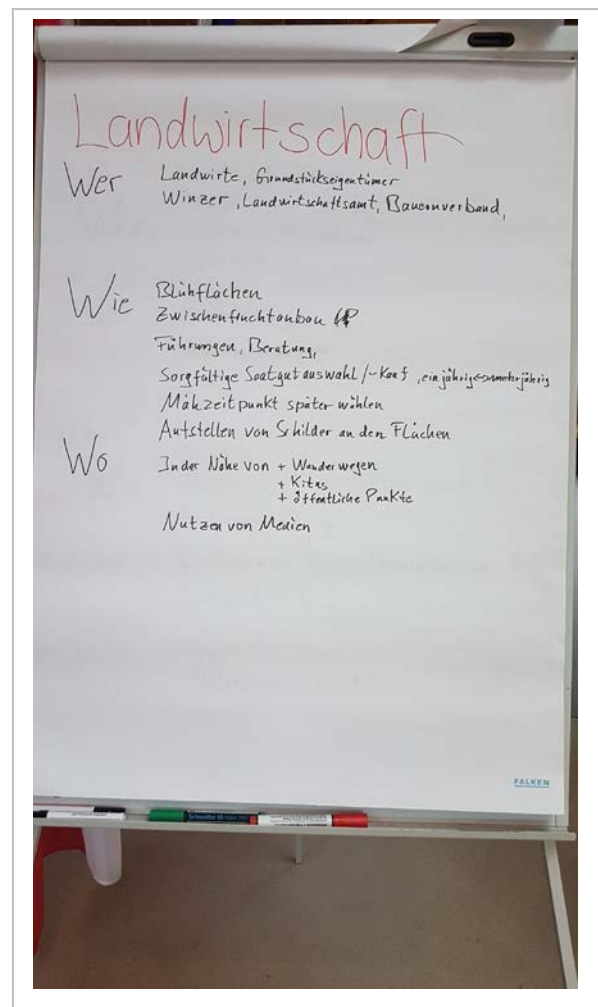 Landwirtschaft
Wer Landwirte, Grundstückseigentümer
Winzer, Landwirtschaftsamt, Bauernverband,
Wie Blühflächen
Zwischenfruchtanbau
Führungen, Beratung,
Sorgfältige Saatgutauswahl /-Kauf, einjährig↔mehrjährig
Mähzeitpunkt später wählen
Aufstellen von Schilder an den Flächen
Wo In der Nähe von + Wanderwegen
+ Kitas
+ öffentliche Punkte
Nutzen von Medien
FALKEN
Schneider